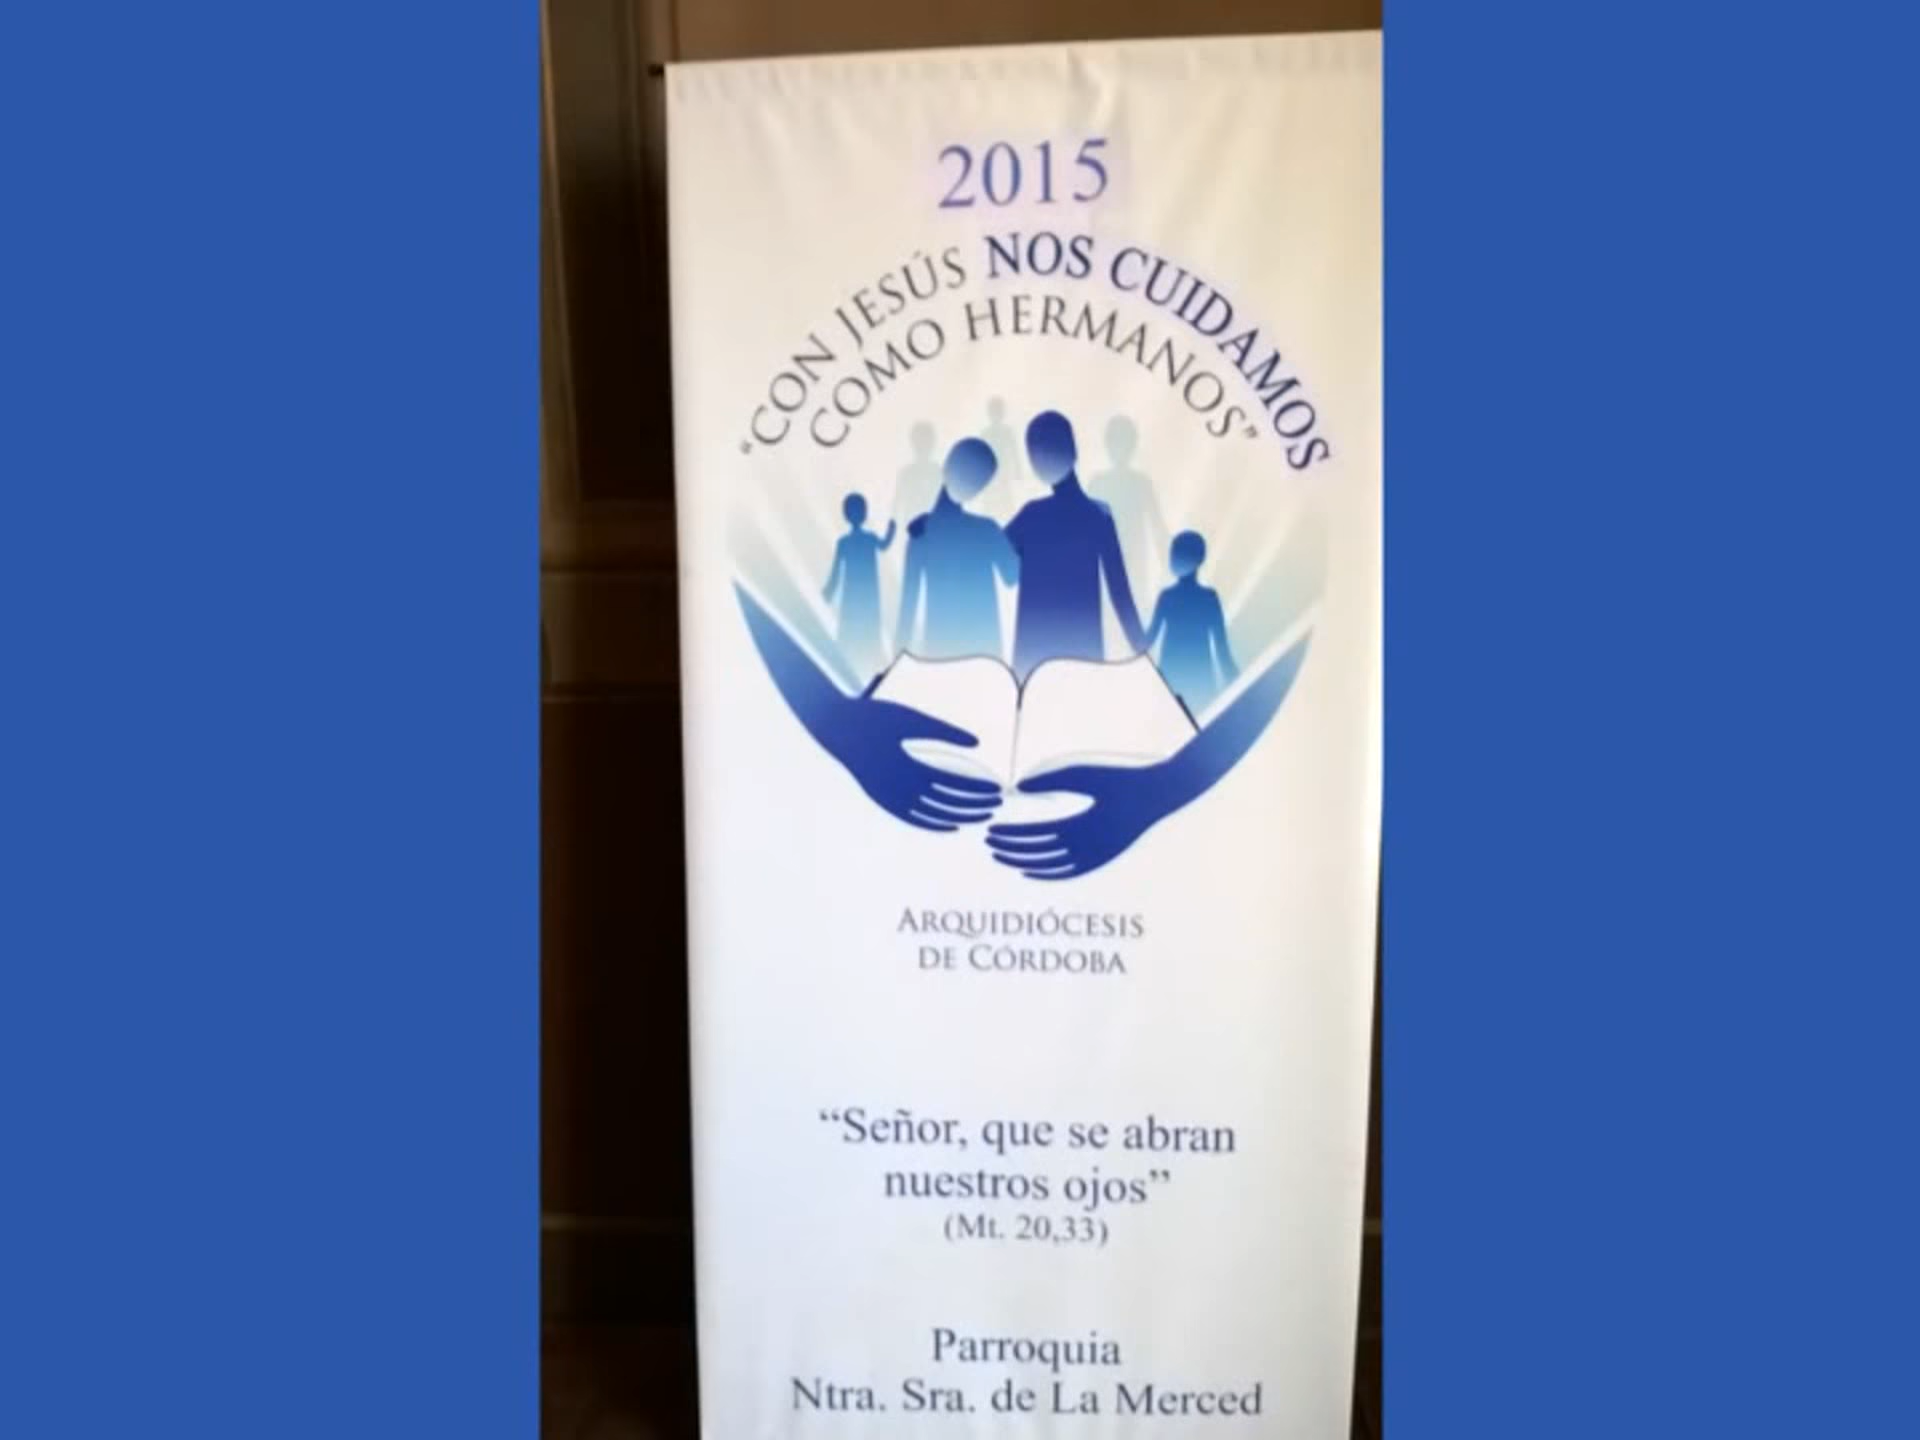 2015
“CON JESÚS NOS CUIDAMOS
COMO HERMANOS”
ARQUIDIÓCESIS
DE CÓRDOBA
“Señor, que se abran
nuestros ojos”
(Mt. 20,33)
Parroquia
Ntra. Sra. de La Merced